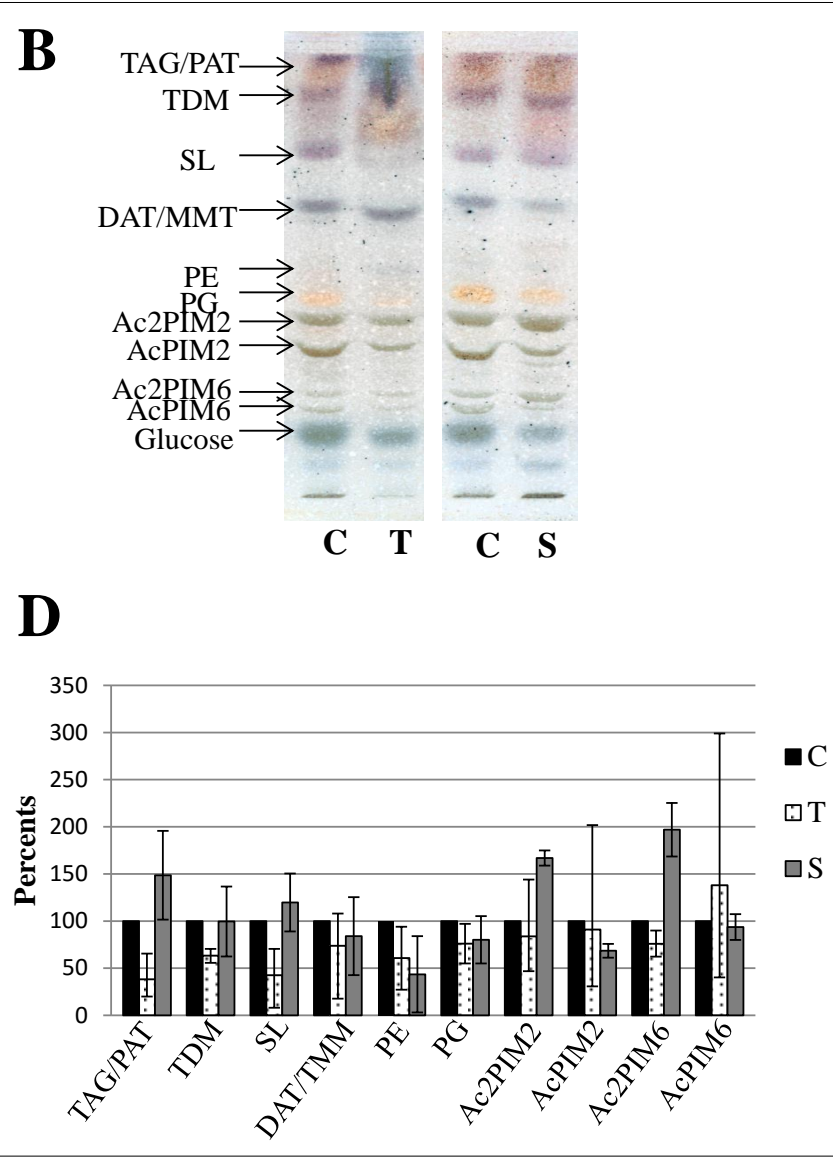 B
TAG/PAT
TDM
SL
DAT/MMT
PE
PG
Ac2PIM2
AcPIM2
Ac2PIM6
AcPIM6
Glucose
C T C S
D
350
300
250
200
150
100
50
0
Percents
C
T
S
TAG/PAT
TDM
SL
DAT/TMM
PE
PG
Ac2PIM2
AcPIM2
Ac2PIM6
AcPIM6